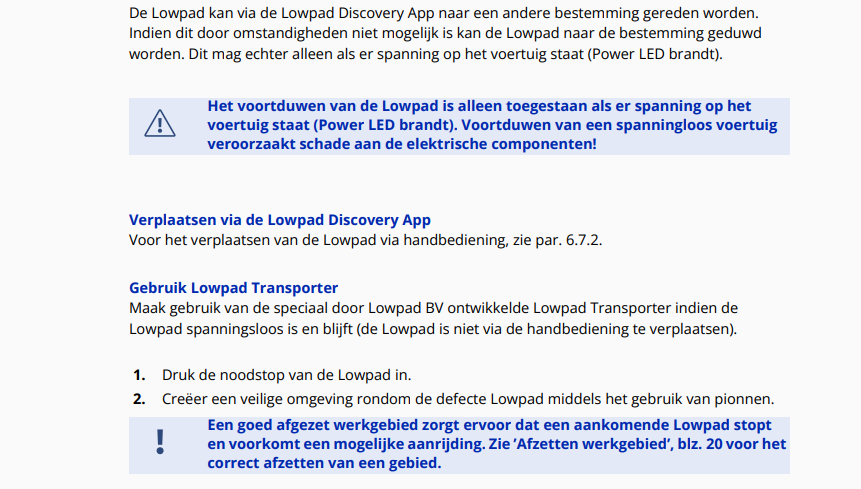 De Lowpad kan via de Lowpad Discovery App naar een andere bestemming gereden worden.
Indien dit door omstandigheden niet mogelijk is kan de Lowpad naar de bestemming geduwd
worden. Dit mag echter alleen als er spanning op het voertuig staat (Power LED brandt).
Het voortduwen van de Lowpad is alleen toegestaan als er spanning op het
voertuig staat (Power LED brandt). Voortduwen van een spanningloos voertuig
veroorzaakt schade aan de elektrische componenten!
Verplaatsen via de Lowpad Discovery App
Voor het verplaatsen van de Lowpad via handbediening, zie par. 6.7.2.
Gebruik Lowpad Transporter
Maak gebruik van de speciaal door Lowpad BV ontwikkelde Lowpad Transporter indien de
Lowpad spanningsloos is en blijft (de Lowpad is niet via de handbediening te verplaatsen).
1. Druk de noodstop van de Lowpad in.
2. Creëer een veilige omgeving rondom de defecte Lowpad middels het gebruik van pionnen.
Een goed afgezet werkgebied zorgt ervoor dat een aankomende Lowpad stopt
en voorkomt een mogelijke aanrijding. Zie ‘Afzetten werkgebied’, blz. 20 voor het
correct afzetten van een gebied.